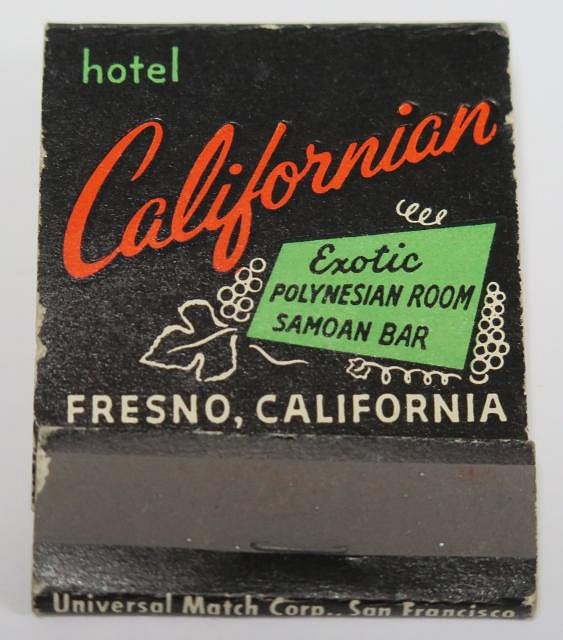 hotel
Californian
Exotic
POLYNESIAN ROOM
SAMOAN BAR
FRESNO, CALIFORNIA
Universal Match Corp., San Francisco